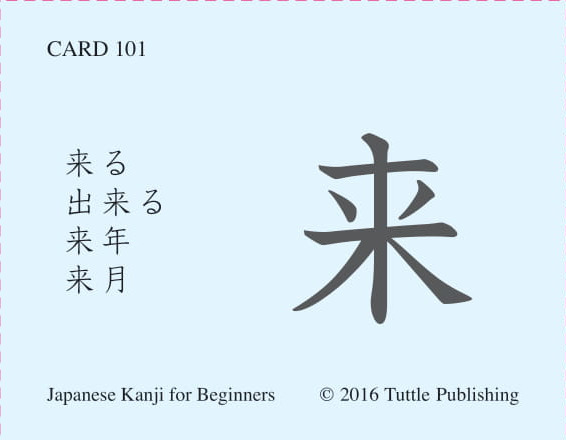 CARD 101
来る
出来る
来年
来月
来
Japanese Kanji for Beginners © 2016 Tuttle Publishing